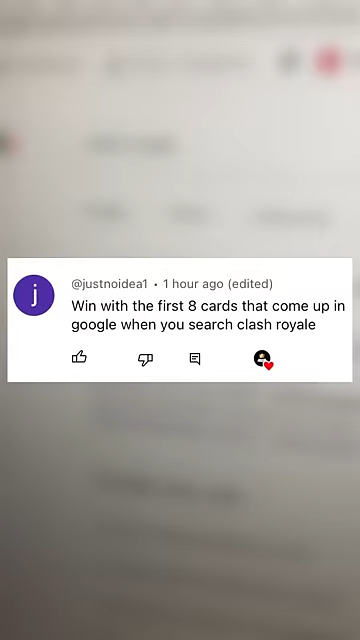 j
@justnoidea1 • 1 hour ago (edited)
Win with the first 8 cards that come up in
google when you search clash royale